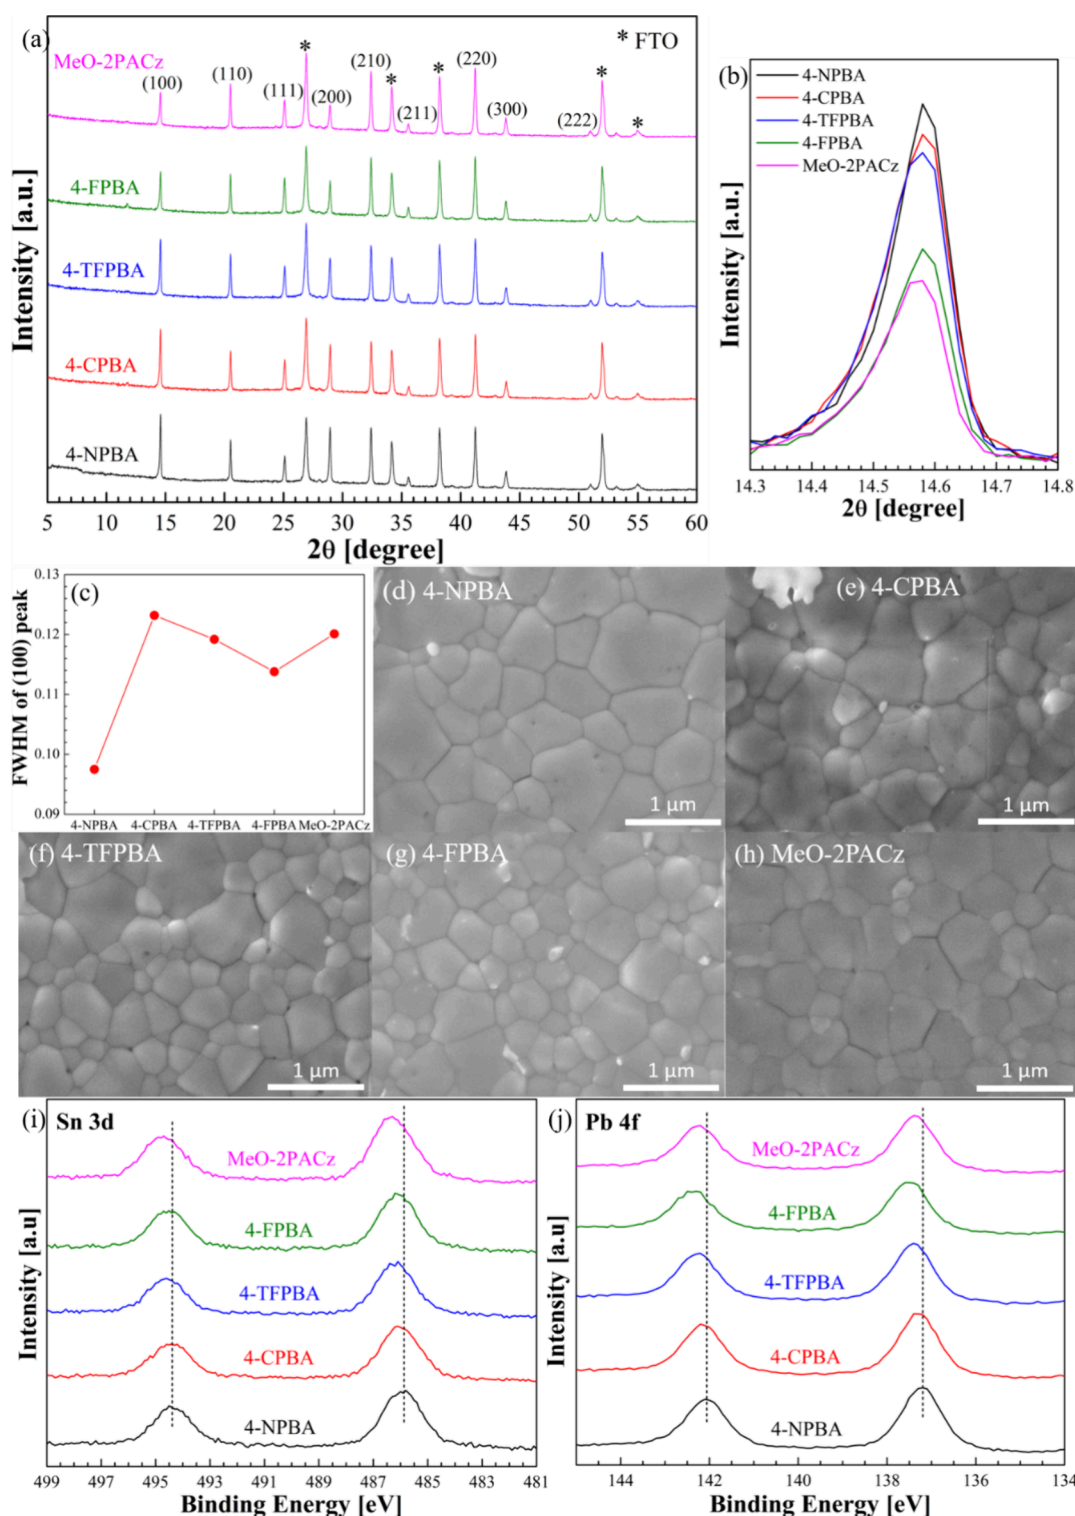 (a)
* FTO
MeO-2PACz
(100)
(110)
(111)
*
(200)
(210)
*
(211)
*
(220)
(300)
(222)
*
*
4-FPBA
4-TFPBA
4-CPBA
4-NPBA
Intensity [a.u.]
5 10 15 20 25 30 35 40 45 50 55 60
2θ [degree]
(b)
4-NPBA
4-CPBA
4-TFPBA
4-FPBA
MeO-2PACz
Intensity [a.u.]
14.3 14.4 14.5 14.6 14.7 14.8
2θ [degree]
(c)
FWHM of (100) peak
0.13
0.12
0.11
0.10
0.09
4-NPBA 4-CPBA 4-TFPBA 4-FPBA MeO-2PACz
(d) 4-NPBA
1 μm
(e) 4-CPBA
1 μm
(f) 4-TFPBA
1 μm
(g) 4-FPBA
1 μm
(h) MeO-2PACz
1 μm
(i) Sn 3d
MeO-2PACz
4-FPBA
4-TFPBA
4-CPBA
4-NPBA
Intensity [a.u]
499 497 495 493 491 489 487 485 483 481
Binding Energy [eV]
(j) Pb 4f
MeO-2PACz
4-FPBA
4-TFPBA
4-CPBA
4-NPBA
Intensity [a.u]
144 142 140 138 136 134
Binding Energy [eV]